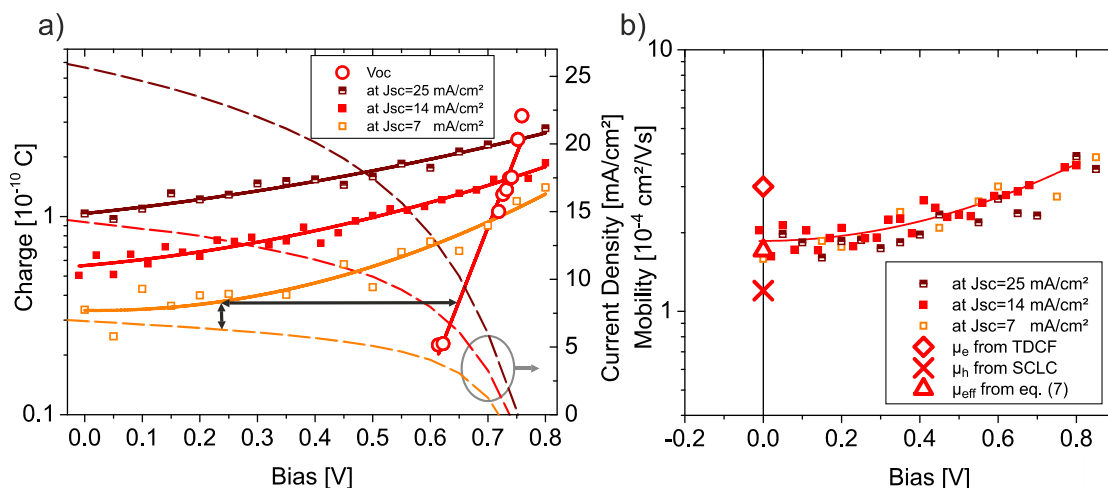 a)
Charge [10⁻¹⁰ C]
1
0.1
Voc
at Jsc=25 mA/cm²
at Jsc=14 mA/cm²
at Jsc=7 mA/cm²
25
20
15
10
5
0
Current Density [mA/cm²]
0.0 0.1 0.2 0.3 0.4 0.5 0.6 0.7 0.8
Bias [V]
b)
Mobility [10⁻⁴ cm²/Vs]
10
1
at Jsc=25 mA/cm²
at Jsc=14 mA/cm²
at Jsc=7 mA/cm²
μe from TDCF
μh from SCLC
μeff from eq. (7)
-0.2 0.0 0.2 0.4 0.6 0.8
Bias [V]